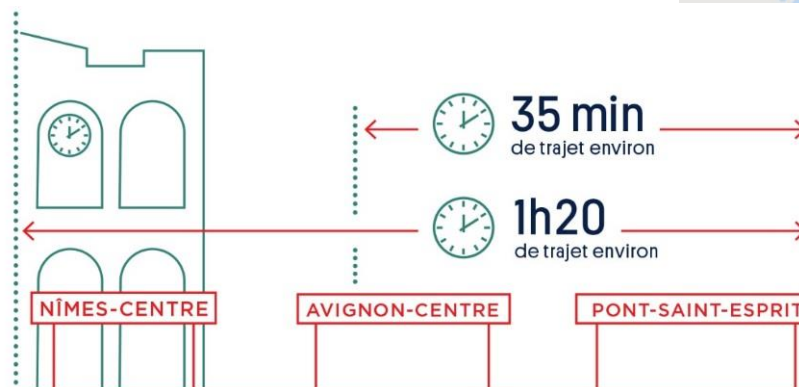 35 min
de trajet environ
1h20
de trajet environ
NÎMES-CENTRE
AVIGNON-CENTRE
PONT-SAINT-ESPRIT